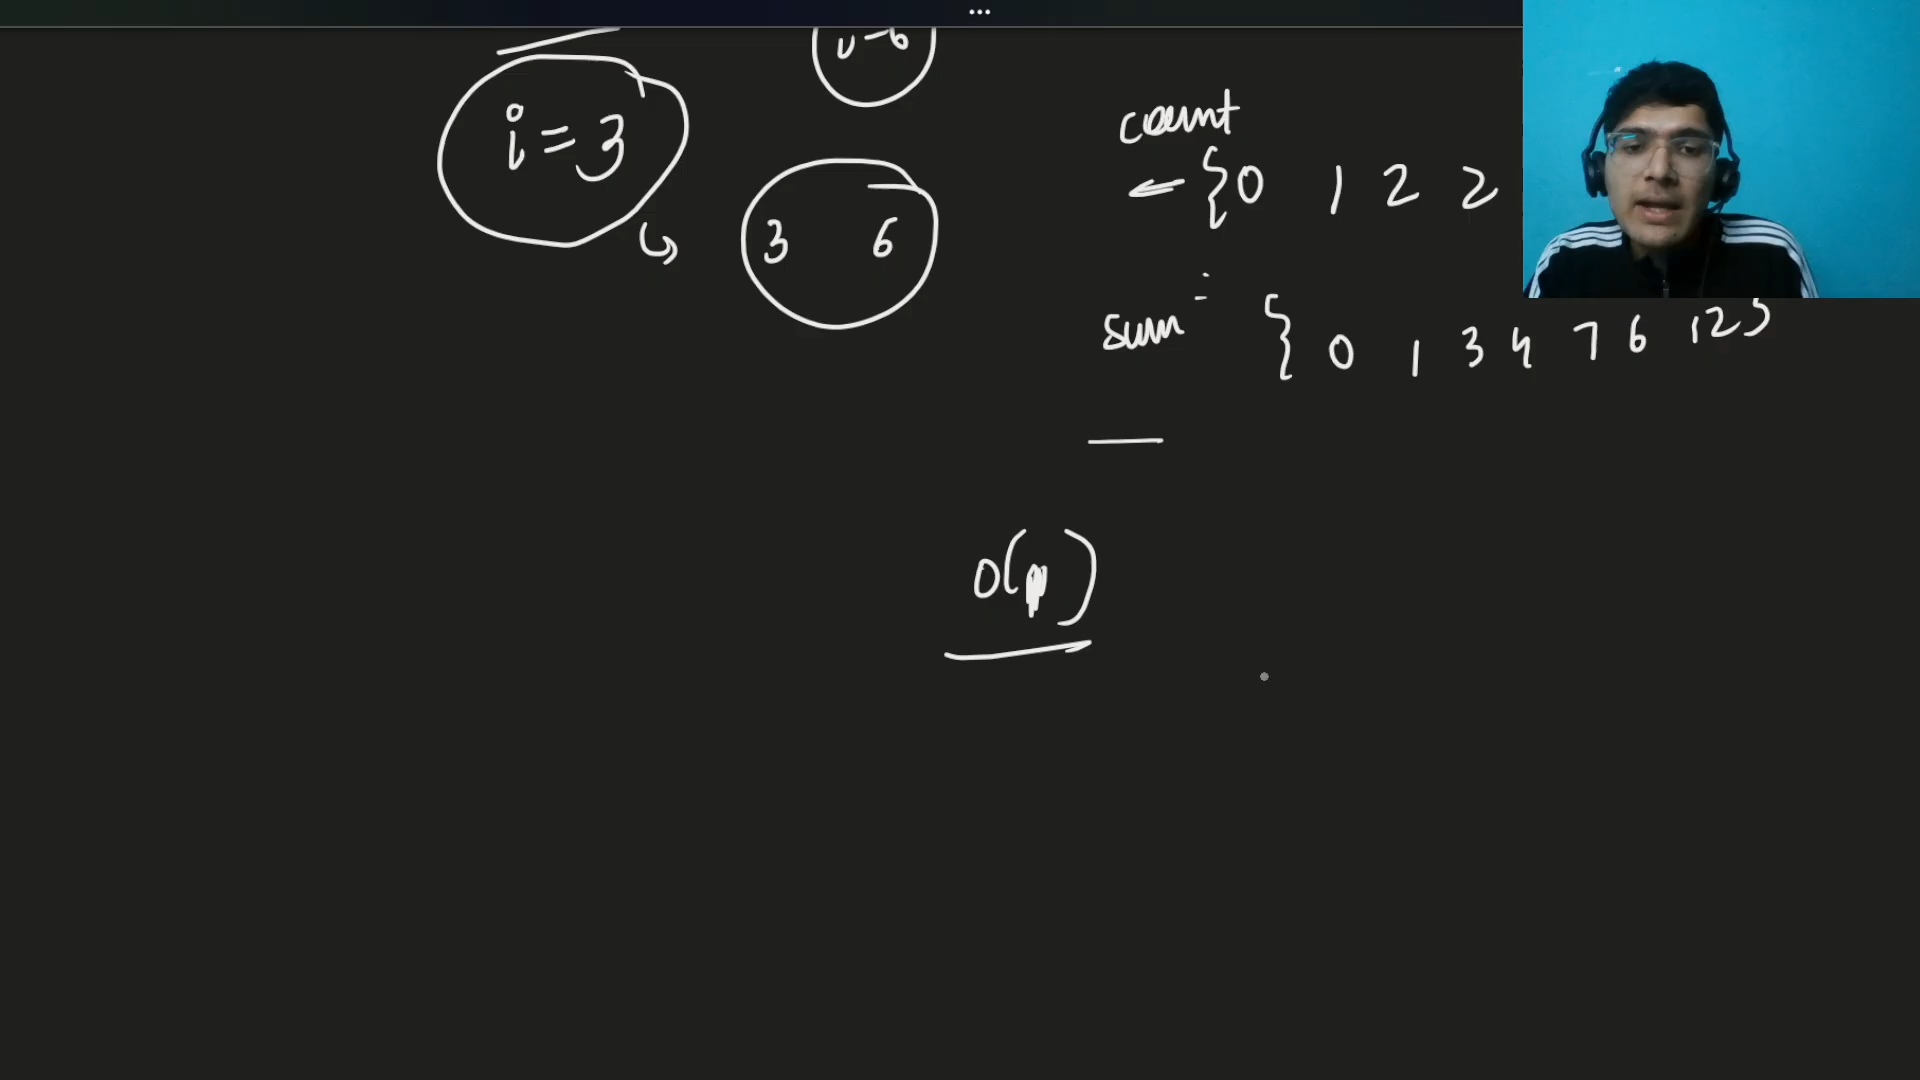 i=3
3 6
count
{0 1 2 2
sum = {0 1 3 4 7 6 12}
O(n)